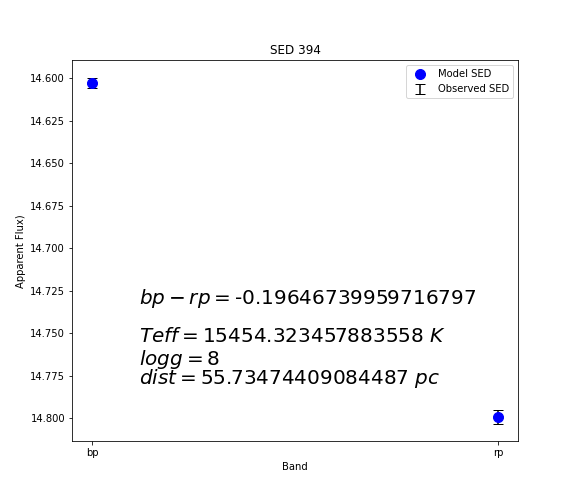 SED 394
14.600
14.625
14.650
14.675
14.700
14.725
14.750
14.775
14.800
Apparent Flux)
Model SED
Observed SED
bp − rp = -0.19646739959716797
Teff = 15454.323457883558 K
logg = 8
dist = 55.73474409084487 pc
bp
rp
Band